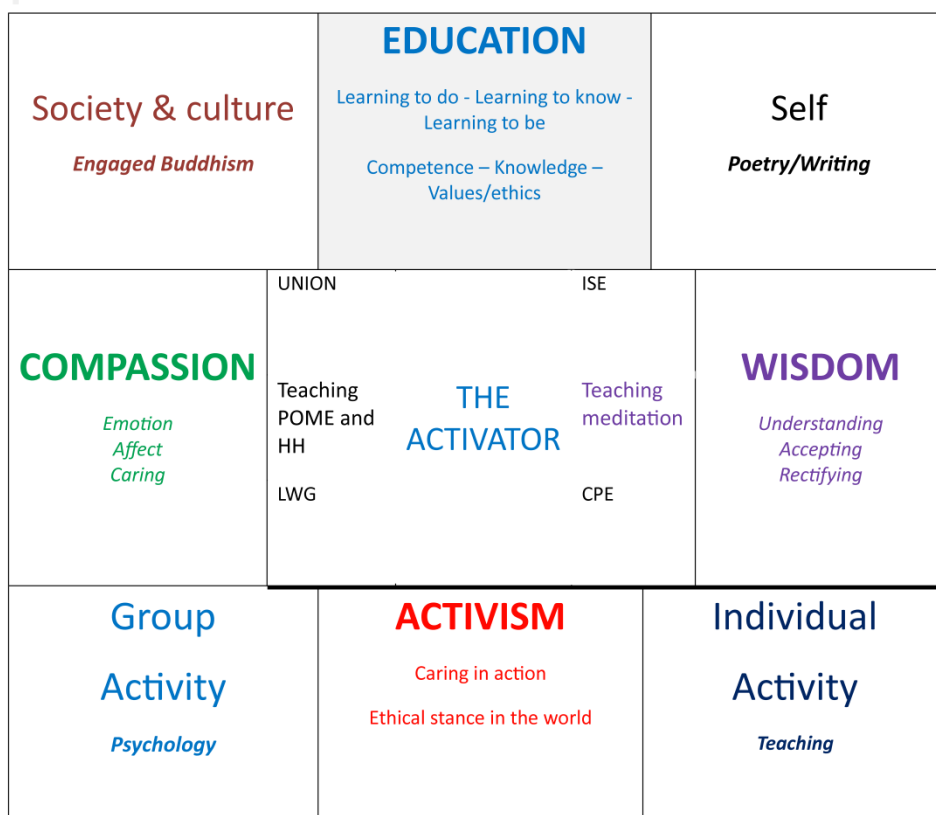 Society & culture
Engaged Buddhism
EDUCATION
Learning to do - Learning to know -
Learning to be
Competence – Knowledge –
Values/ethics
Self
Poetry/Writing
COMPASSION
Emotion
Affect
Caring
UNION
Teaching
POME and
HH
LWG
THE
ACTIVATOR
ISE
Teaching
meditation
CPE
WISDOM
Understanding
Accepting
Rectifying
Group
Activity
Psychology
ACTIVISM
Caring in action
Ethical stance in the world
Individual
Activity
Teaching